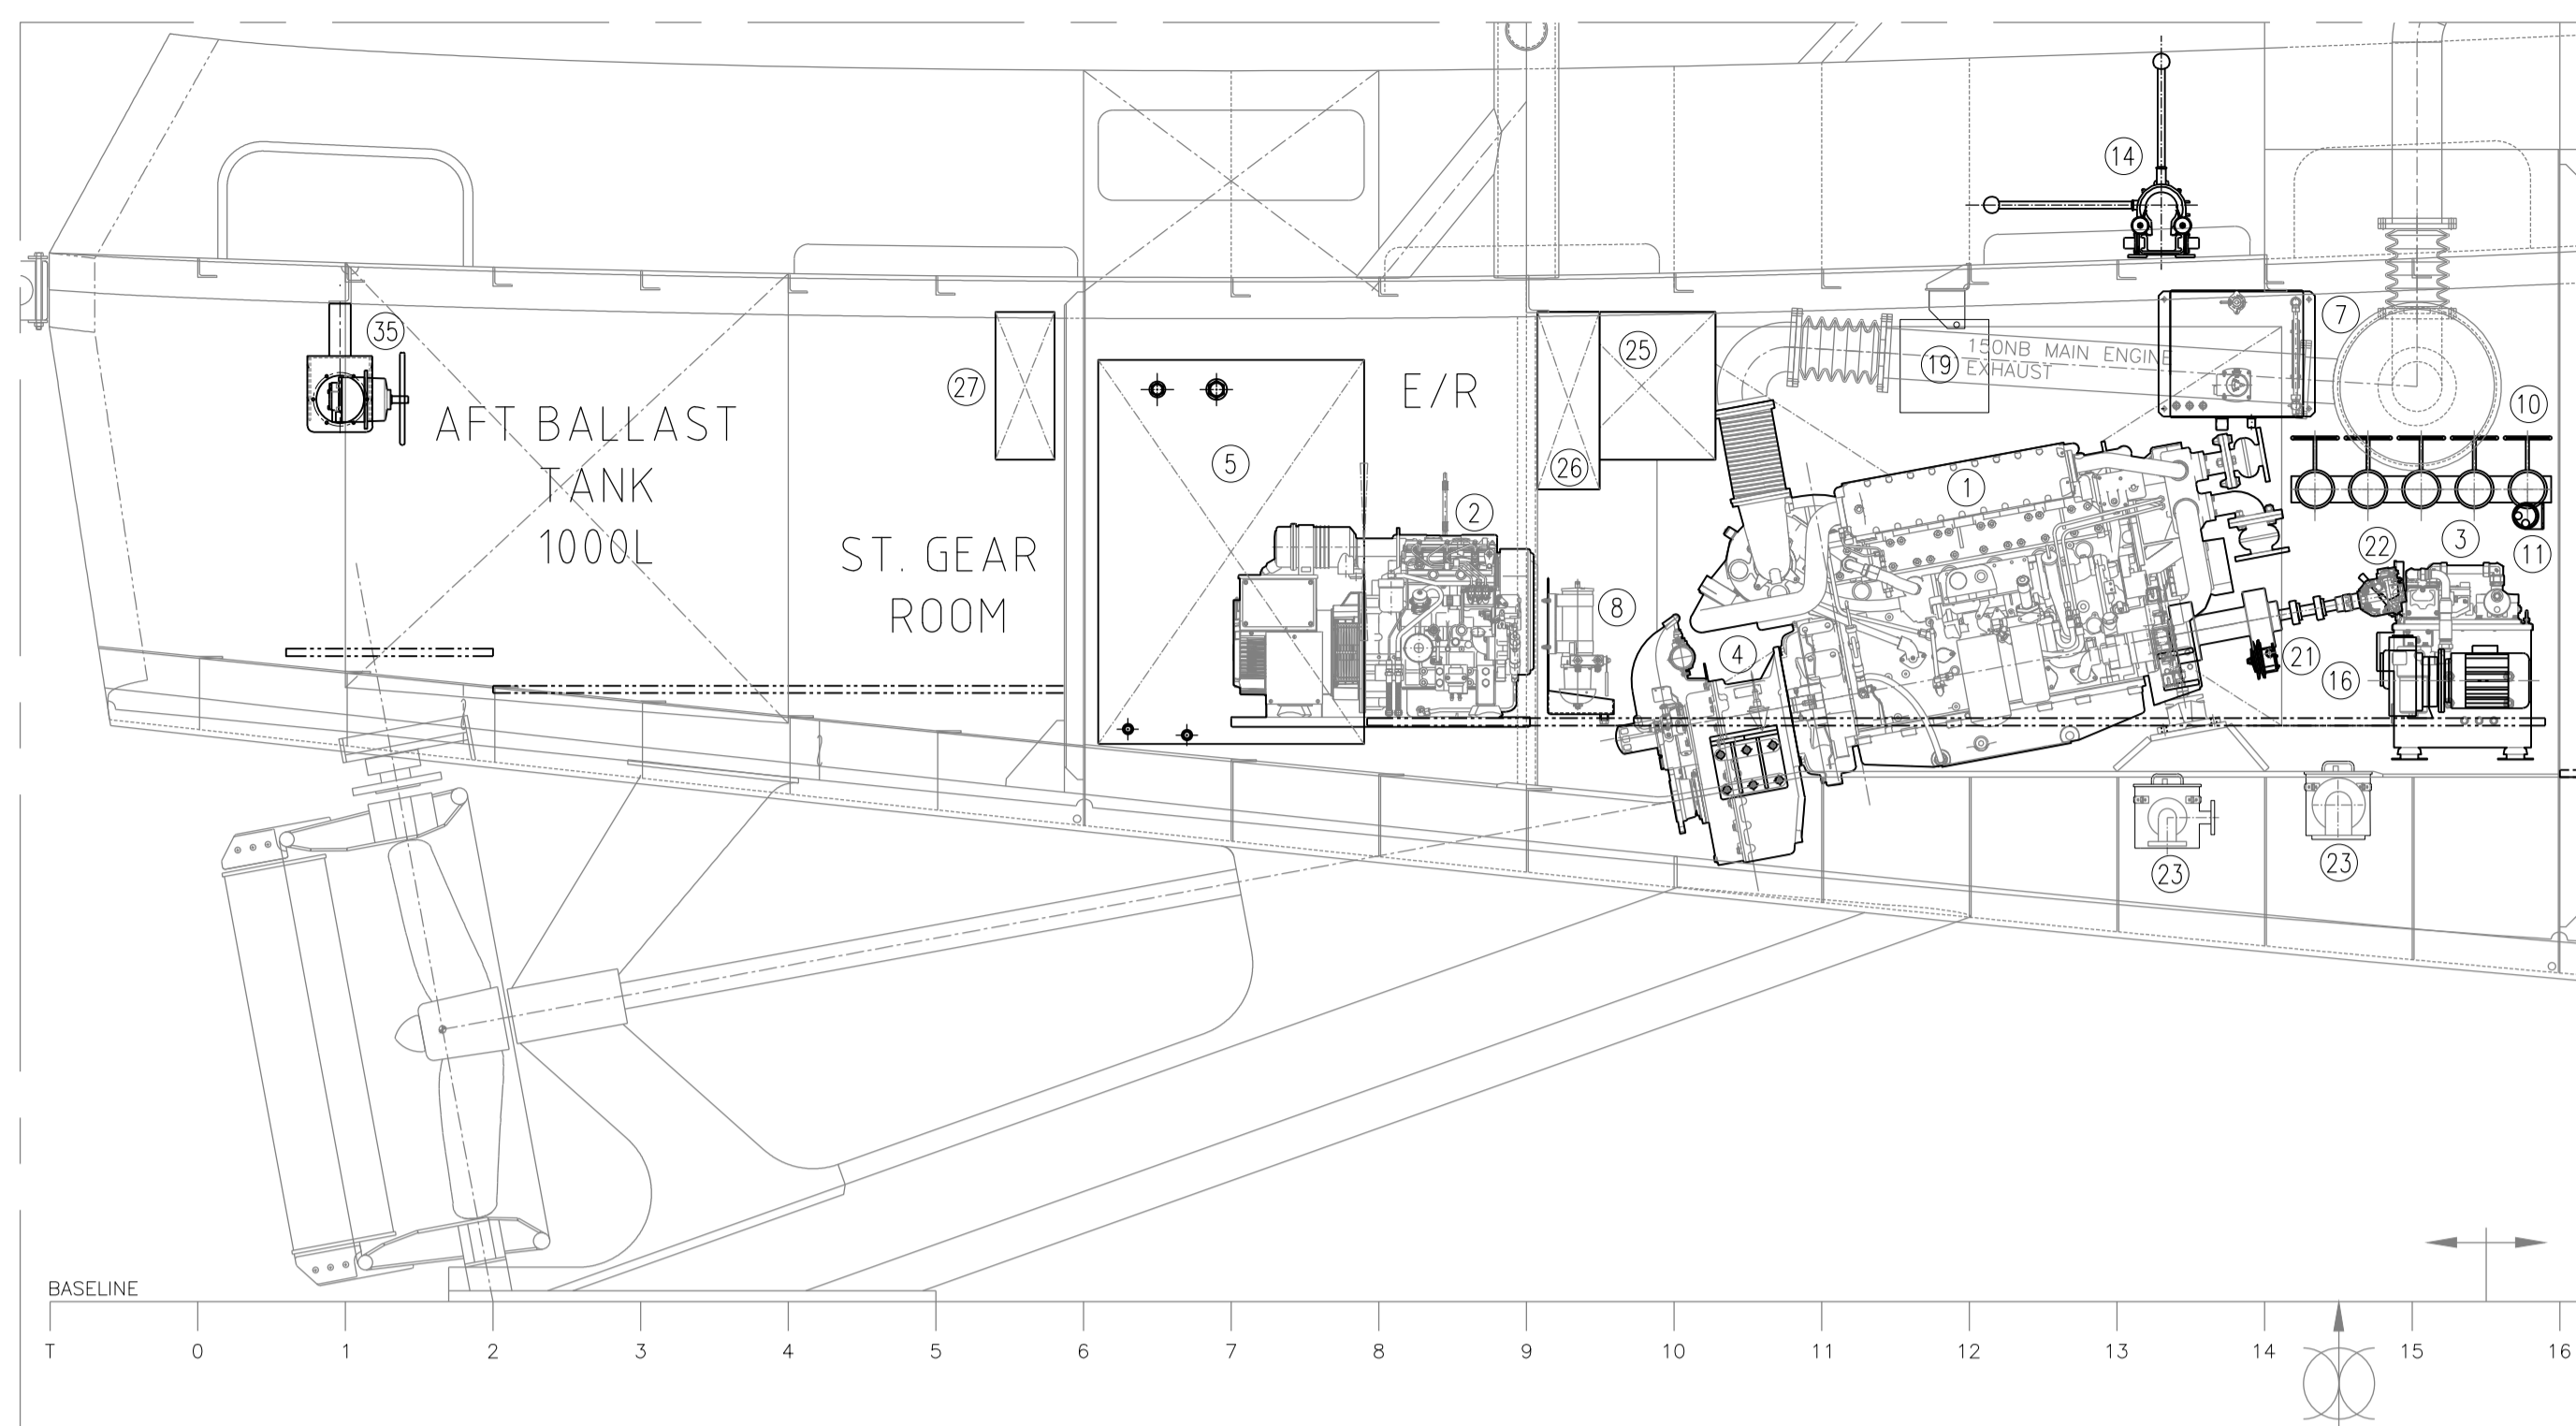 14
35
7
27
25
E/R
19
150NB MAIN ENGINE
EXHAUST
10
AFT BALLAST
TANK
1000L
5
26
1
2
ST. GEAR
ROOM
22
3
11
8
4
21
16
23
23
BASELINE
T 0 1 2 3 4 5 6 7 8 9 10 11 12 13 14 15 16